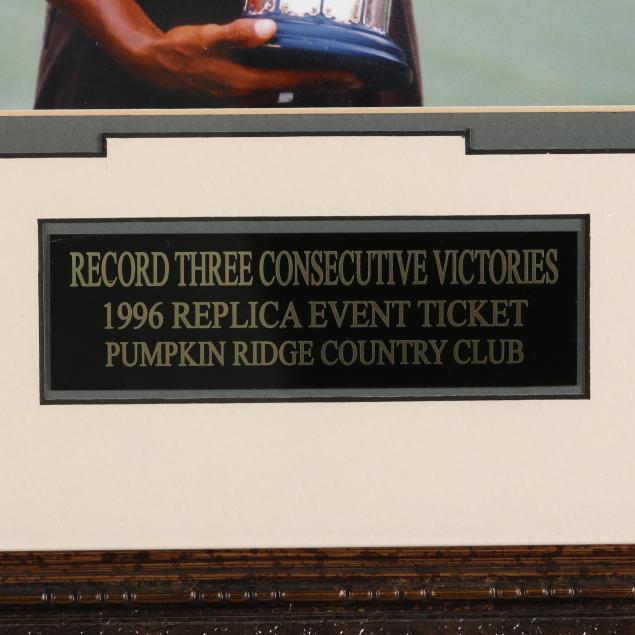 RECORD THREE CONSECUTIVE VICTORIES
1996 REPLICA EVENT TICKET
PUMPKIN RIDGE COUNTRY CLUB